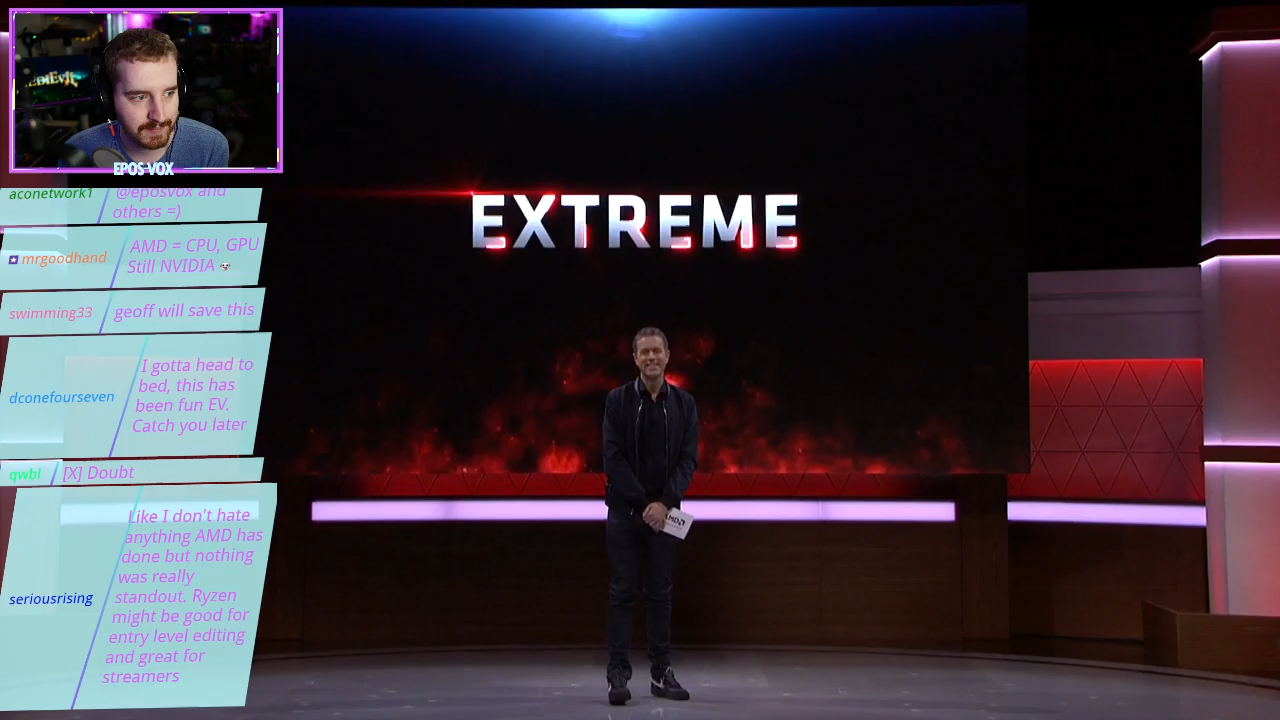 EPOS VOX
EXTREME
aconetwork1
@eposvox and
others =)
mrgoodhand
AMD = CPU, GPU
Still NVIDIA
swimming33
geoff will save this
dconefourseven
I gotta head to
bed, this has
been fun EV.
Catch you later
qwbl
[X] Doubt
seriousrising
Like I don't hate
anything AMD has
done but nothing
was really
standout. Ryzen
might be good for
entry level editing
and great for
streamers
AMD